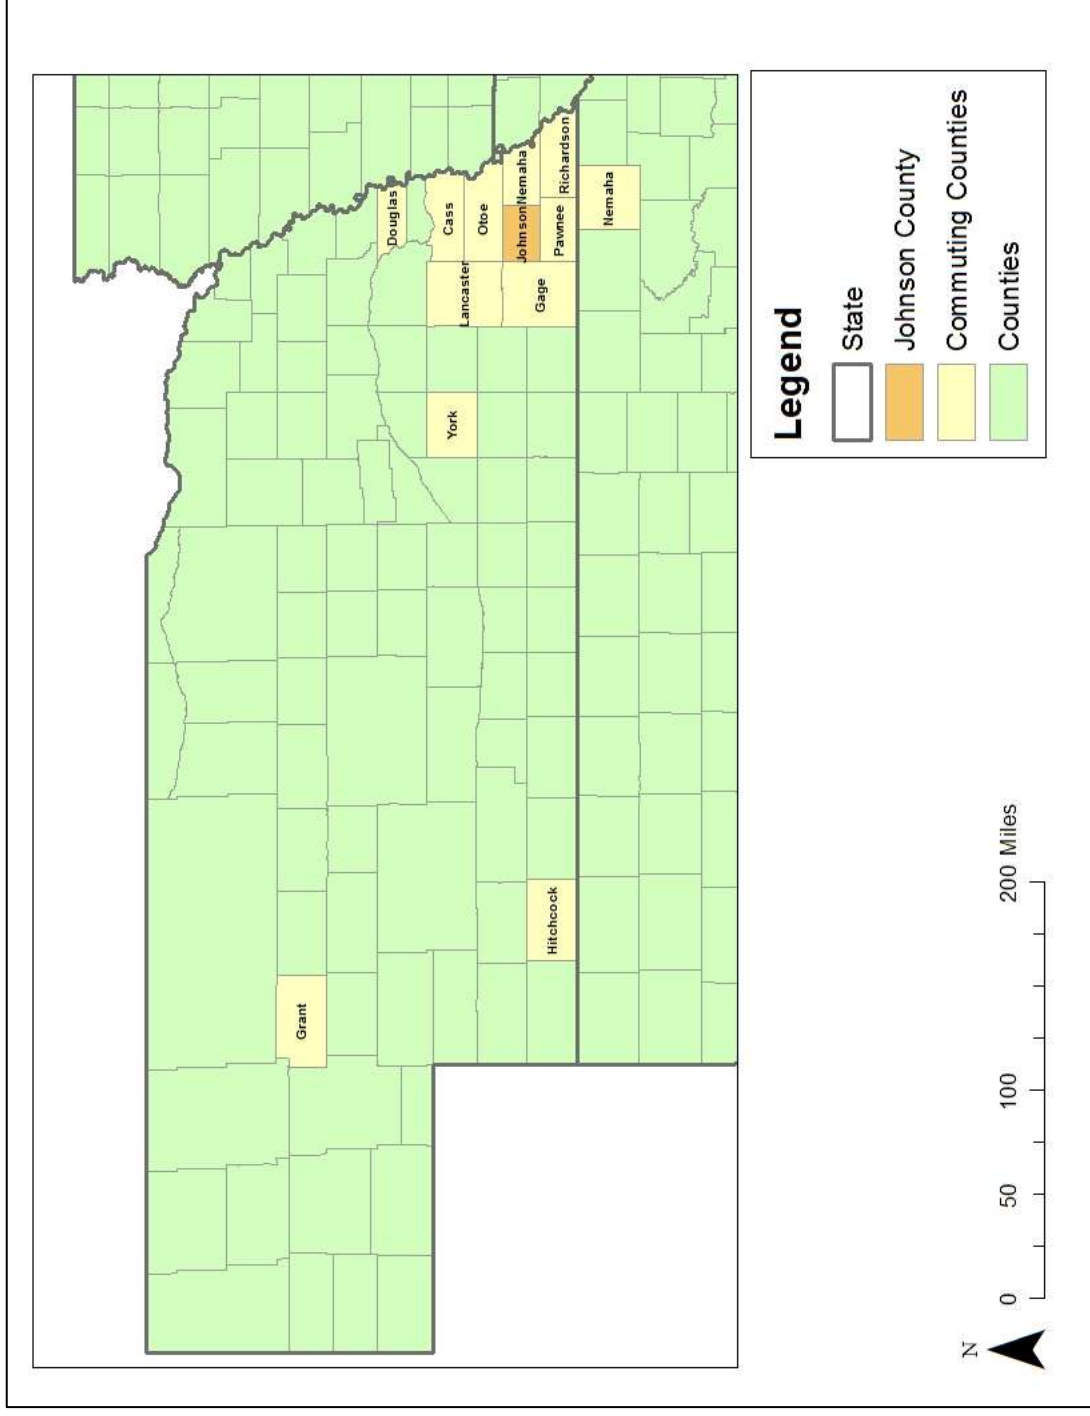 Grant
Hitchcock
York
Lancaster
Gage
Douglas
Cass
Otoe
Johnson
Nemaha
Pawnee
Richardson
Nemaha
Legend
State
Johnson County
Commuting Counties
Counties
N
0 50 100 200 Miles